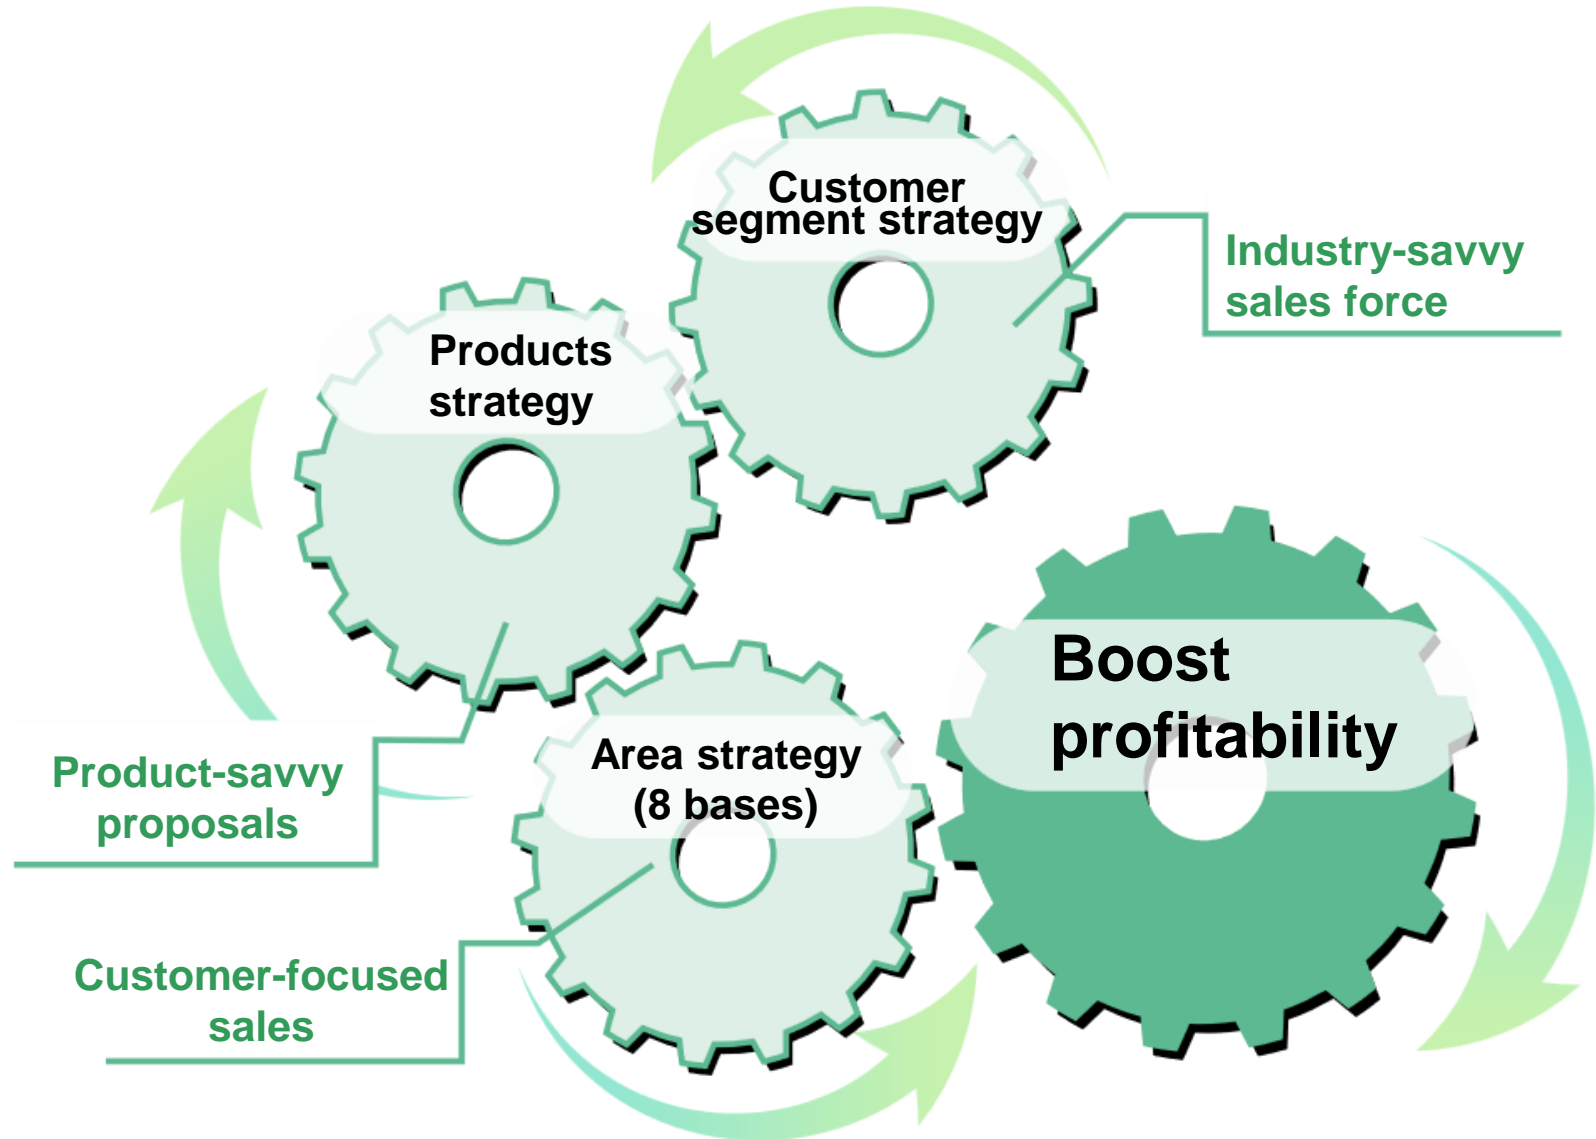 Customer
segment strategy
Industry-savvy
sales force
Products
strategy
Boost
profitability
Area strategy
(8 bases)
Product-savvy
proposals
Customer-focused
sales